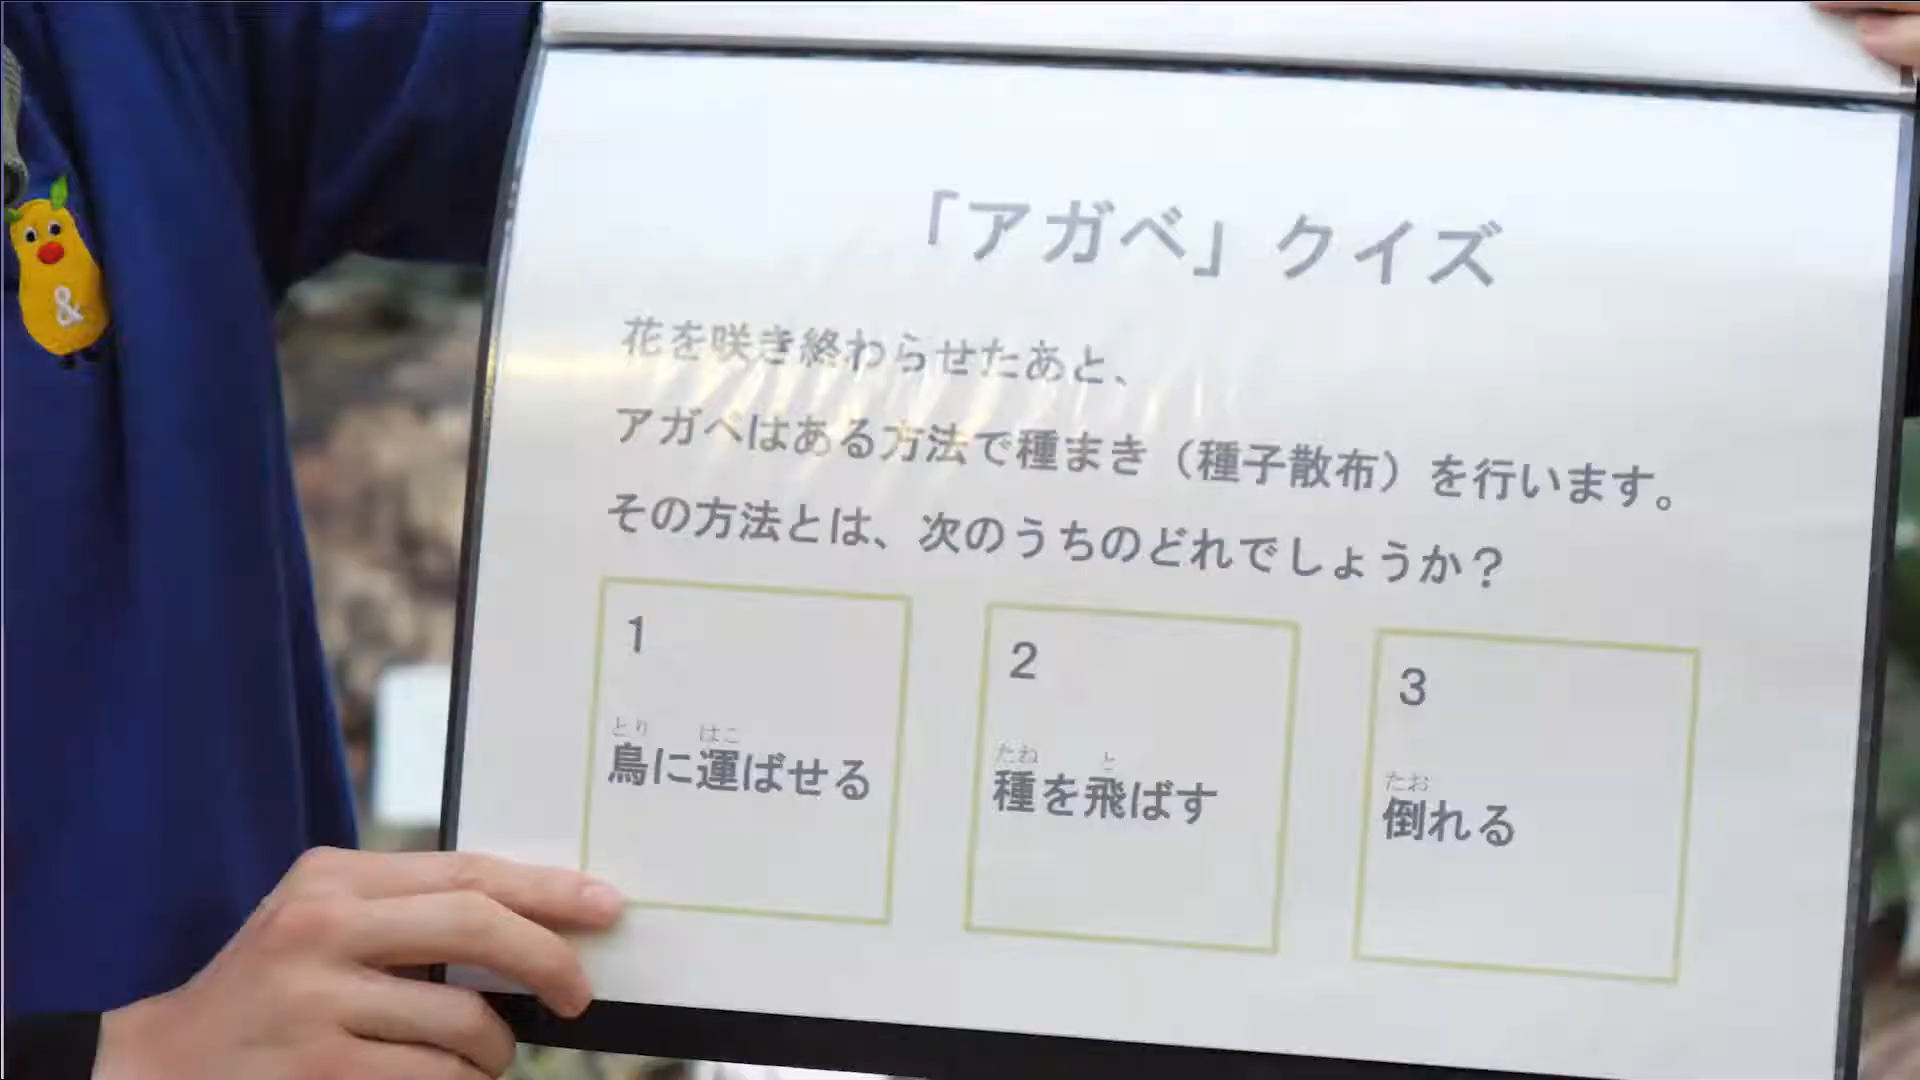 「アガベ」クイズ
花を咲き終わらせたあと、
アガベはある方法で種まき（種子散布）を行います。
その方法とは、次のうちのどれでしょうか？
1
とり はこ
鳥に運ばせる
2
たね と
種を飛ばす
3
たお
倒れる
&